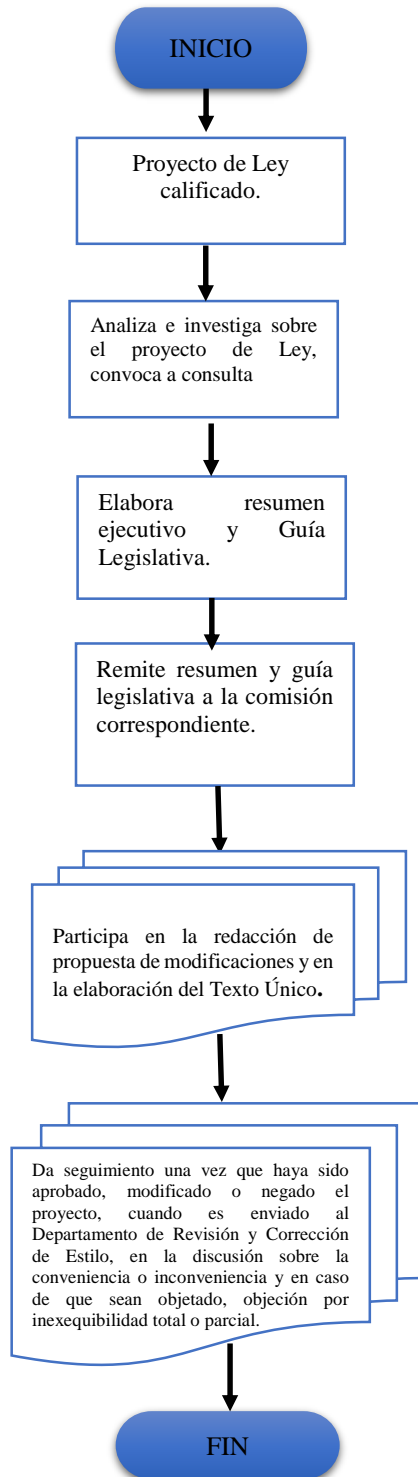 INICIO
Proyecto de Ley
calificado.
Analiza e investiga sobre
el proyecto de Ley,
convoca a consulta
Elabora resumen
ejecutivo y Guía
Legislativa.
Remite resumen y guía
legislativa a la comisión
correspondiente.
Participa en la redacción de
propuesta de modificaciones y en
la elaboración del Texto Único.
Da seguimiento una vez que haya sido
aprobado, modificado o negado el
proyecto, cuando es enviado al
Departamento de Revisión y Corrección
de Estilo, en la discusión sobre la
conveniencia o inconveniencia y en caso
de que sean objetado, objeción por
inexequibilidad total o parcial.
FIN